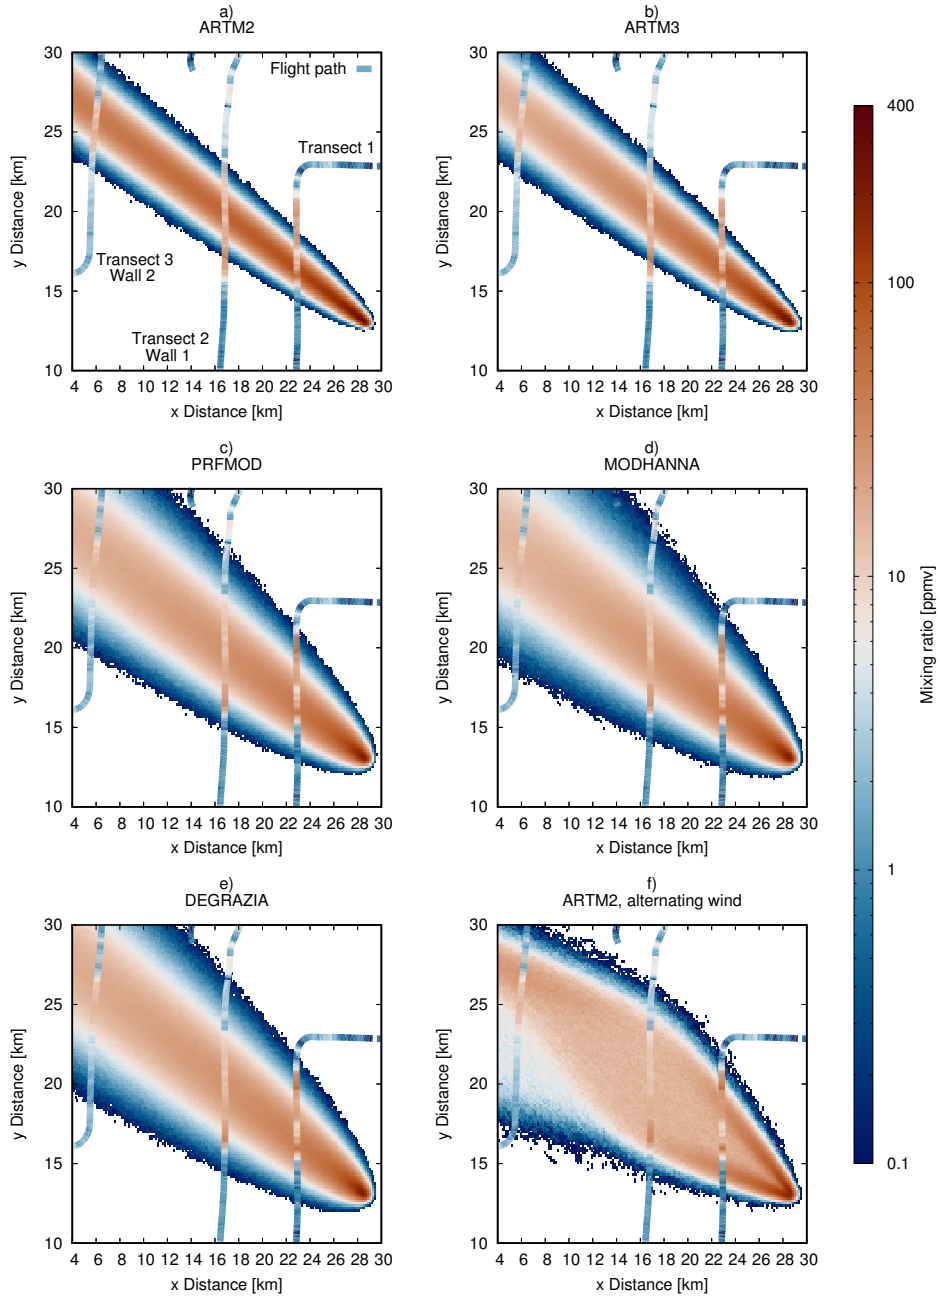 a)
ARTM2
30
25
20
15
10
4 6 8 10 12 14 16 18 20 22 24 26 28 30
x Distance [km]
y Distance [km]
Flight path
Transect 1
Transect 3
Wall 2
Transect 2
Wall 1
b)
ARTM3
30
25
20
15
10
4 6 8 10 12 14 16 18 20 22 24 26 28 30
x Distance [km]
y Distance [km]
c)
PRFMOD
30
25
20
15
10
4 6 8 10 12 14 16 18 20 22 24 26 28 30
x Distance [km]
y Distance [km]
d)
MODHANNA
30
25
20
15
10
4 6 8 10 12 14 16 18 20 22 24 26 28 30
x Distance [km]
y Distance [km]
e)
DEGRAZIA
30
25
20
15
10
4 6 8 10 12 14 16 18 20 22 24 26 28 30
x Distance [km]
y Distance [km]
f)
ARTM2, alternating wind
30
25
20
15
10
4 6 8 10 12 14 16 18 20 22 24 26 28 30
x Distance [km]
y Distance [km]
400
100
10
1
0.1
Mixing ratio [ppmv]